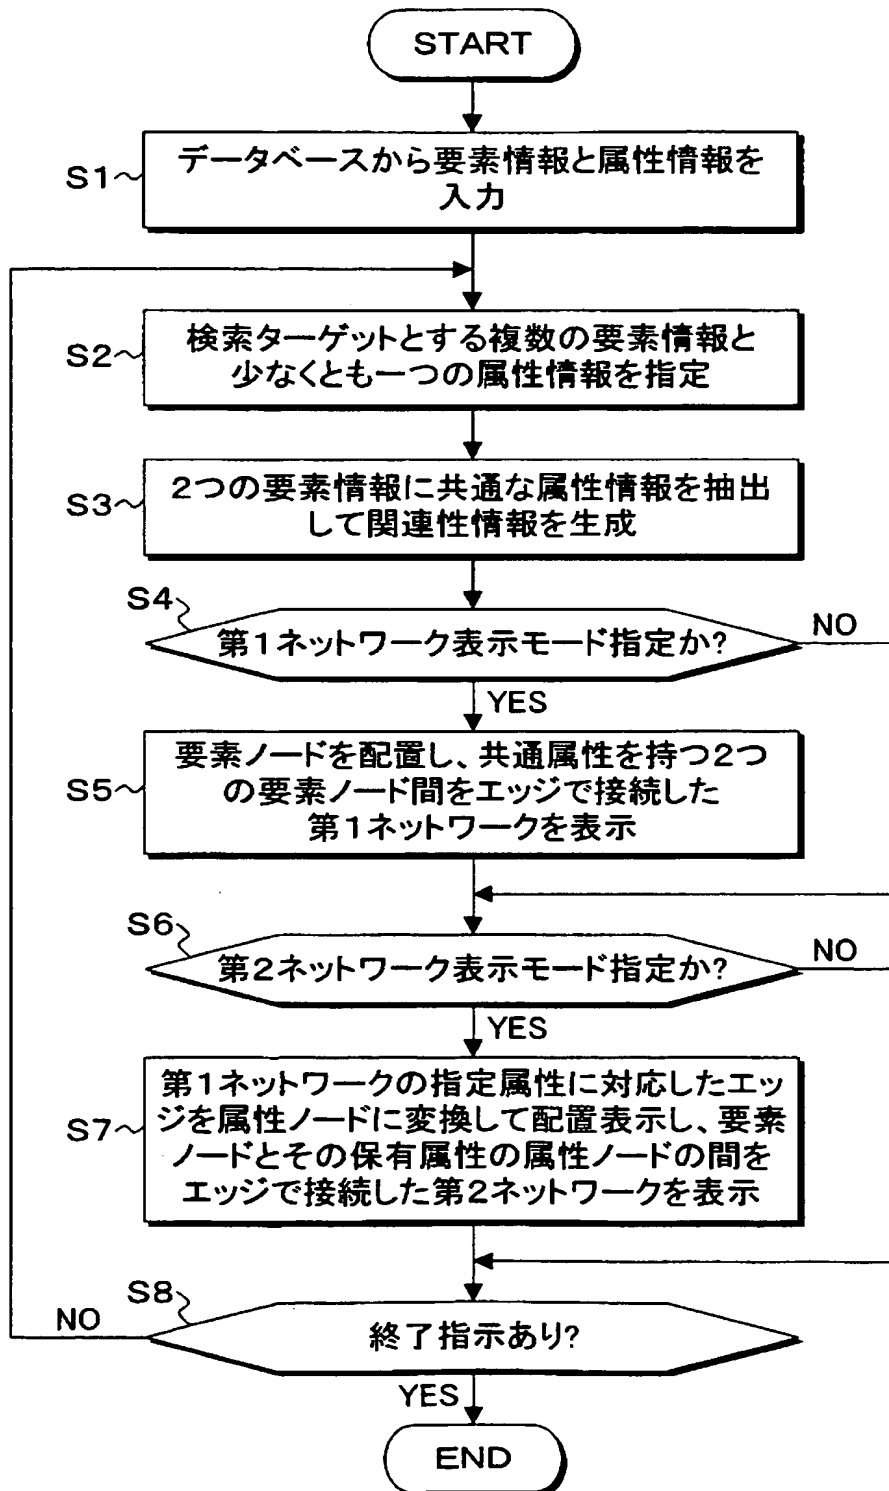 START
S1
データベースから要素情報と属性情報を
入力
S2
検索ターゲットとする複数の要素情報と
少なくとも一つの属性情報を指定
S3
2つの要素情報に共通な属性情報を抽出
して関連性情報を生成
S4
第1ネットワーク表示モード指定か?
NO
YES
S5
要素ノードを配置し、共通属性を持つ2つ
の要素ノード間をエッジで接続した
第1ネットワークを表示
S6
第2ネットワーク表示モード指定か?
NO
YES
S7
第1ネットワークの指定属性に対応したエッ
ジを属性ノードに変換して配置表示し、要素
ノードとその保有属性の属性ノードの間を
エッジで接続した第2ネットワークを表示
S8
NO
終了指示あり?
YES
END